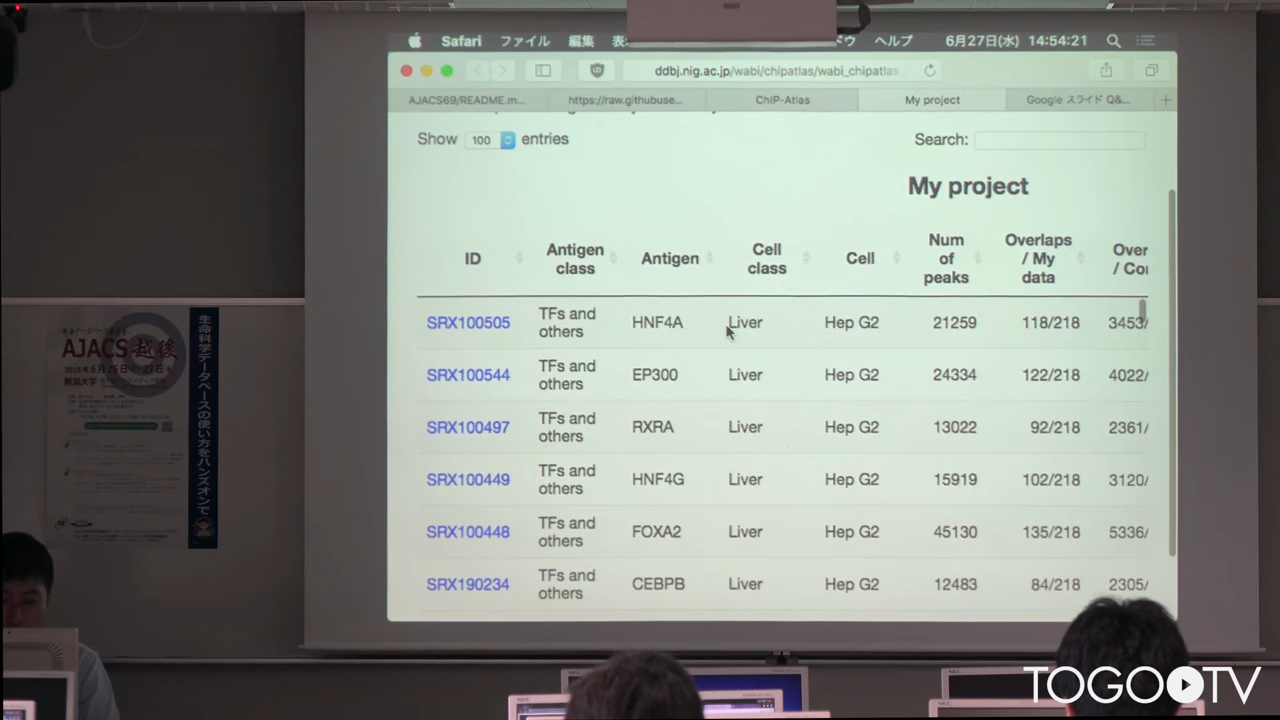 Safari ファイル 編集 ヘルプ 6月27日(水) 14:54:21
ddbj.nig.ac.jp/wabi/chipatlas/wabi_chipatlas_
AJACS69/README.m... https://raw.githubuse... ChIP-Atlas My project Google スライド Q&...
Show 100 entries Search:
My project
ID Antigen class Antigen Cell class Cell Num of peaks Overlaps / My data
SRX100505 TFs and others HNF4A Liver Hep G2 21259 118/218 3453/
SRX100544 TFs and others EP300 Liver Hep G2 24334 122/218 4022/
SRX100497 TFs and others RXRA Liver Hep G2 13022 92/218 2361/
SRX100449 TFs and others HNF4G Liver Hep G2 15919 102/218 3120/
SRX100448 TFs and others FOXA2 Liver Hep G2 45130 135/218 5336/
SRX190234 TFs and others CEBPB Liver Hep G2 12483 84/218 2305/
AJACS 越後
生命科学データベースの使い方をハンズオンで
NEC
NEC
NEC
TOGO TV